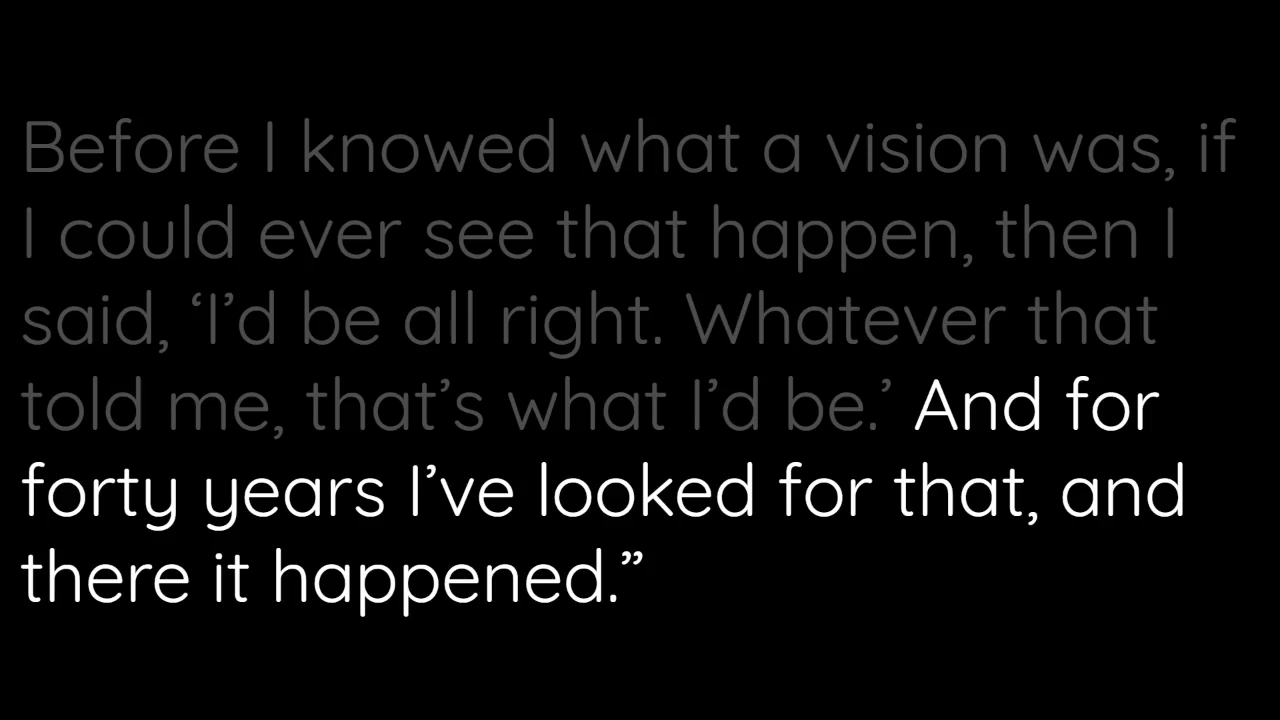 Before I knowed what a vision was, if
I could ever see that happen, then I
said, ‘I’d be all right. Whatever that
told me, that’s what I’d be.’ And for
forty years I’ve looked for that, and
there it happened.”